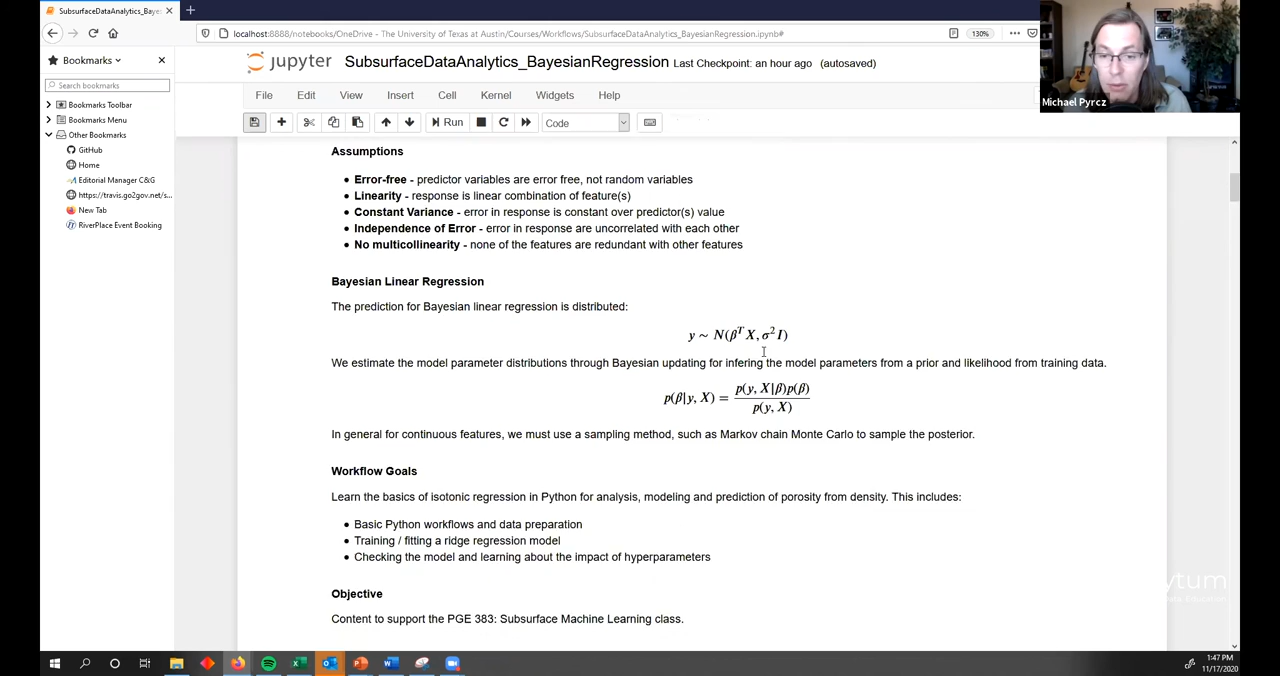 SubsurfaceDataAnalytics_Baye
localhost:8888/notebooks/OneDrive - The University of Texas at Austin/Courses/Workflows/SubsurfaceDataAnalytics_BayesianRegression.ipynb#
130%
Michael Pyrcz
Bookmarks
Search bookmarks
Bookmarks Toolbar
Bookmarks Menu
Other Bookmarks
GitHub
Home
Editorial Manager C&G
https://travis.go2gov.net/s...
New Tab
RiverPlace Event Booking
jupyter SubsurfaceDataAnalytics_BayesianRegression Last Checkpoint: an hour ago (autosaved)
File Edit View Insert Cell Kernel Widgets Help
Run Code
Assumptions
Error-free - predictor variables are error free, not random variables
Linearity - response is linear combination of feature(s)
Constant Variance - error in response is constant over predictor(s) value
Independence of Error - error in response are uncorrelated with each other
No multicollinearity - none of the features are redundant with other features
Bayesian Linear Regression
The prediction for Bayesian linear regression is distributed:
y ~ N(β^T X, σ² I)
We estimate the model parameter distributions through Bayesian updating for infering the model parameters from a prior and likelihood from training data.
p(β|y, X) = p(y, X|β)p(β) / p(y, X)
In general for continuous features, we must use a sampling method, such as Markov chain Monte Carlo to sample the posterior.
Workflow Goals
Learn the basics of isotonic regression in Python for analysis, modeling and prediction of porosity from density. This includes:
Basic Python workflows and data preparation
Training / fitting a ridge regression model
Checking the model and learning about the impact of hyperparameters
Objective
Content to support the PGE 383: Subsurface Machine Learning class.
1:47 PM
11/17/2020